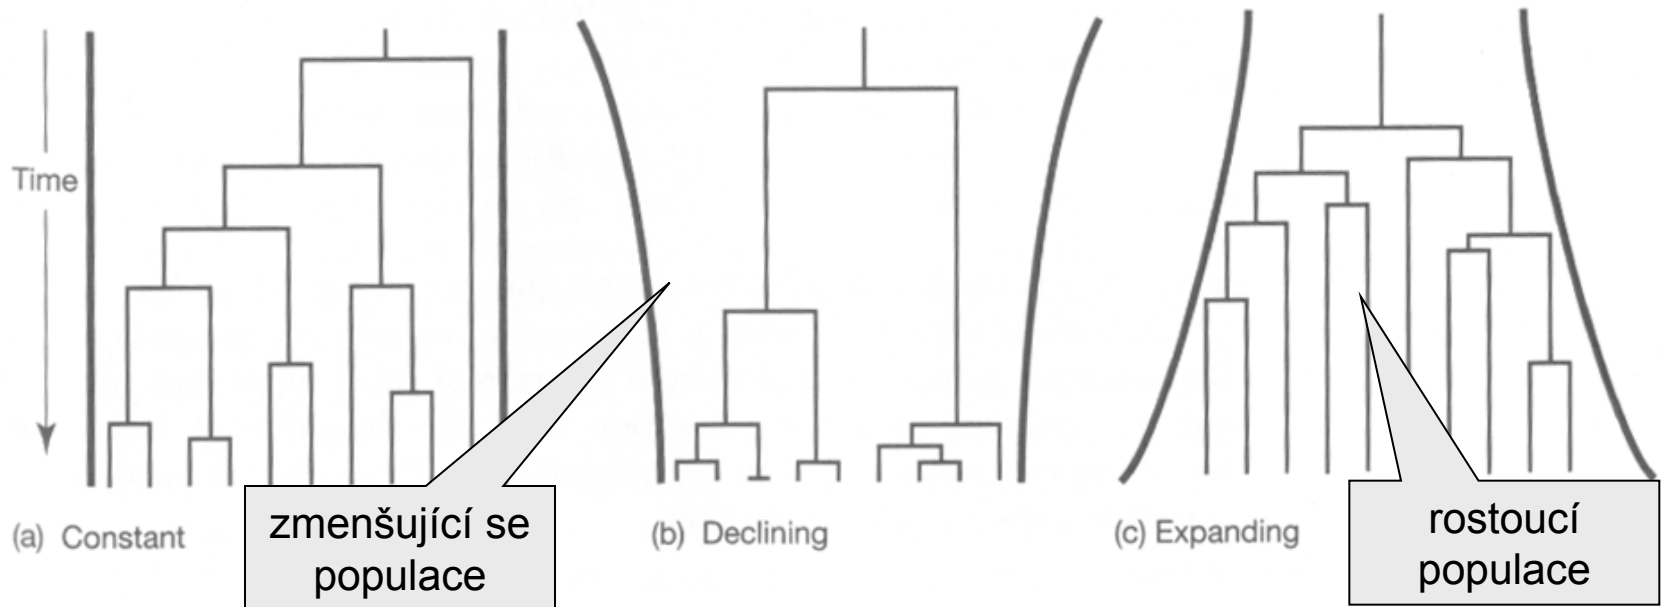 Time
(a) Constant
zmenšující se
populace
(b) Declining
(c) Expanding
rostoucí
populace